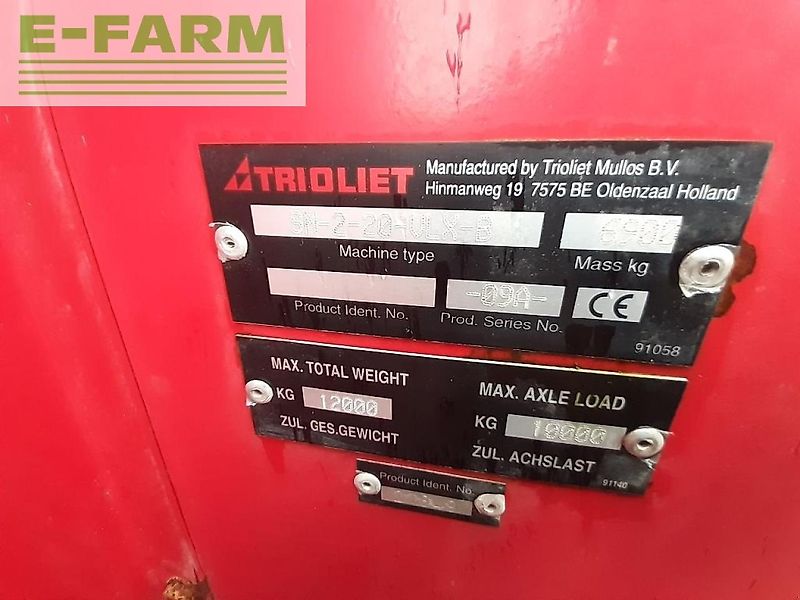 E-FARM
TRIOLIET
Manufactured by Trioliet Mullos B.V.
Hinmanweg 19 7575 BE Oldenzaal Holland
SM-2-20-VLX-B
6900
Machine type
Mass kg
-09A-
CE
Product Ident. No.
Prod. Series No.
91058
MAX. TOTAL WEIGHT
KG 12000
ZUL. GES.GEWICHT
MAX. AXLE LOAD
KG 10000
ZUL. ACHSLAST
91140
Product Ident. No.